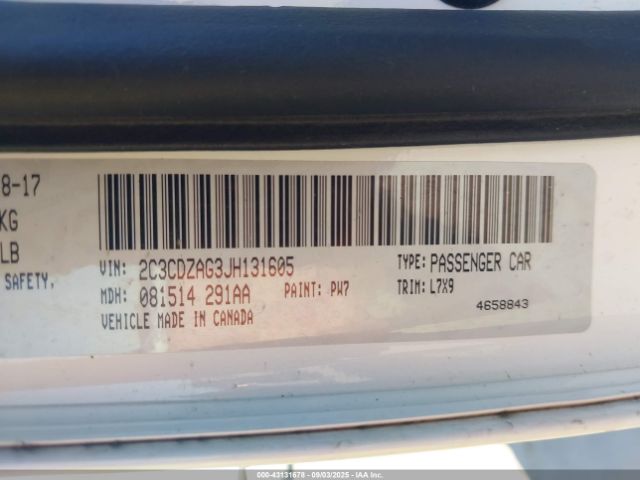 8-17
KG
LB
SAFETY,
VIN: 2C3CDZAG3JH131605
TYPE: PASSENGER CAR
MDH: 081514 291AA
PAINT: PW7
TRIM: L7X9
VEHICLE MADE IN CANADA
4658843
#: 43131678 - 09/03/2025 - IAA Inc.